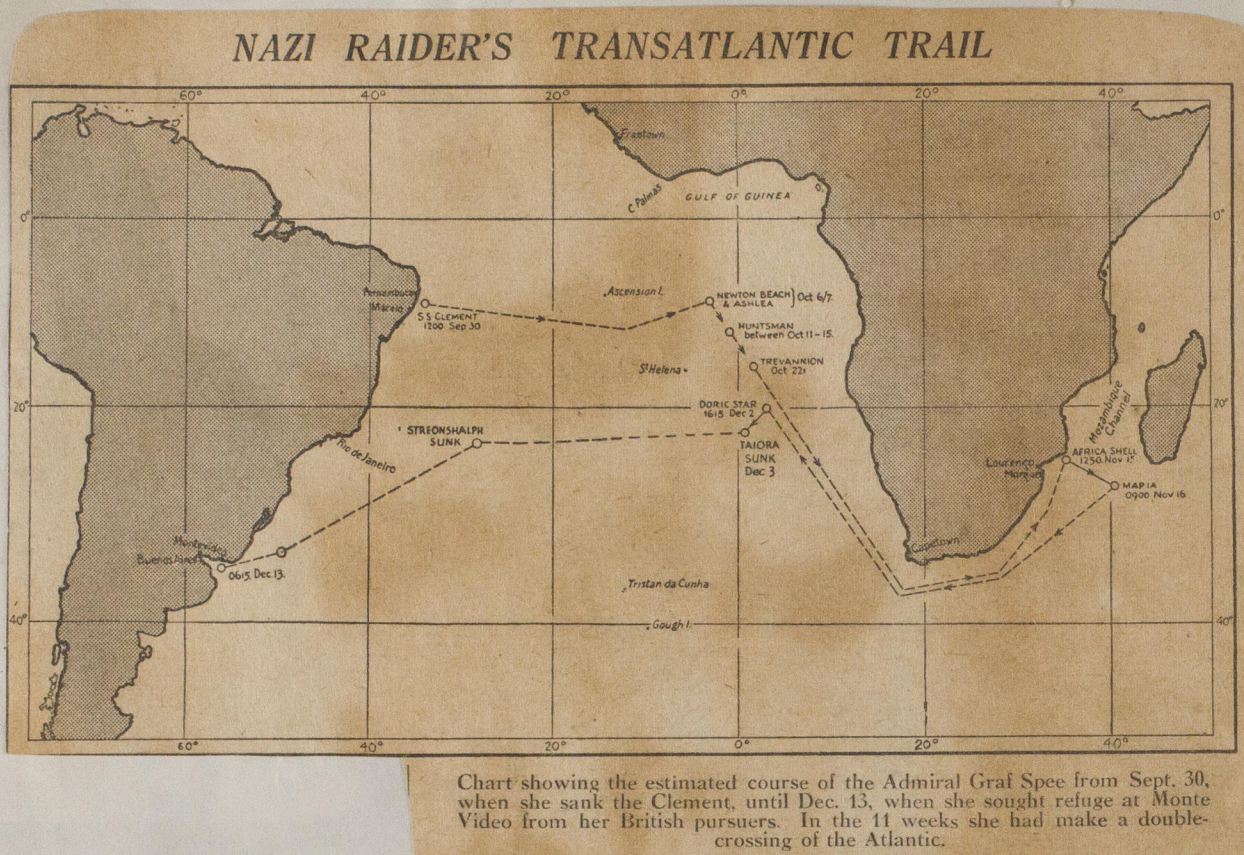 NAZI RAIDER'S TRANSATLANTIC TRAIL
60° 40° 20° 0° 20° 40°
Freetown
C. Palmas
GULF OF GUINEA
0° 0°
Pernambuco
Maceio
S S CLEMENT
1200 Sep 30
Ascension I.
NEWTON BEACH
& ASHLEA
Oct 6/7
HUNTSMAN
between Oct 11-15.
TREVANNION
Oct 22
St Helena
20° 20°
DORIC STAR
1615 Dec 2
STREONSHALPH
SUNK
TAIORA
SUNK
Dec 3
Rio de Janeiro
Mozambique
Channel
AFRICA SHELL
1250. Nov
Lourenco
MAPIA
0900 Nov 16
Montevideo
Buenos Aires
0615. Dec 13.
Capetown
Tristan da Cunha
40° 40°
Gough I.
60° 40° 20° 0° 20° 40°
Chart showing the estimated course of the Admiral Graf Spee from Sept. 30,
when she sank the Clement, until Dec. 13, when she sought refuge at Monte
Video from her British pursuers. In the 11 weeks she had make a double-
crossing of the Atlantic.